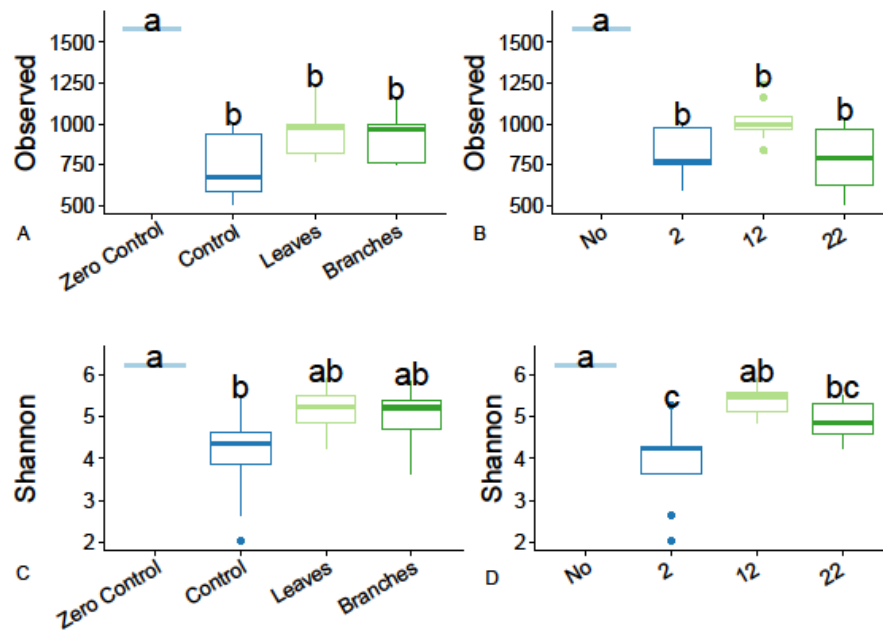 Observed
1500
1250
1000
750
500
a
b
b
b
A
Zero Control
Control
Leaves
Branches
Observed
1500
1250
1000
750
500
a
b
b
b
B
No
2
12
22
Shannon
6
5
4
3
2
a
b
ab
ab
C
Zero Control
Control
Leaves
Branches
Shannon
6
5
4
3
2
a
c
ab
bc
D
No
2
12
22